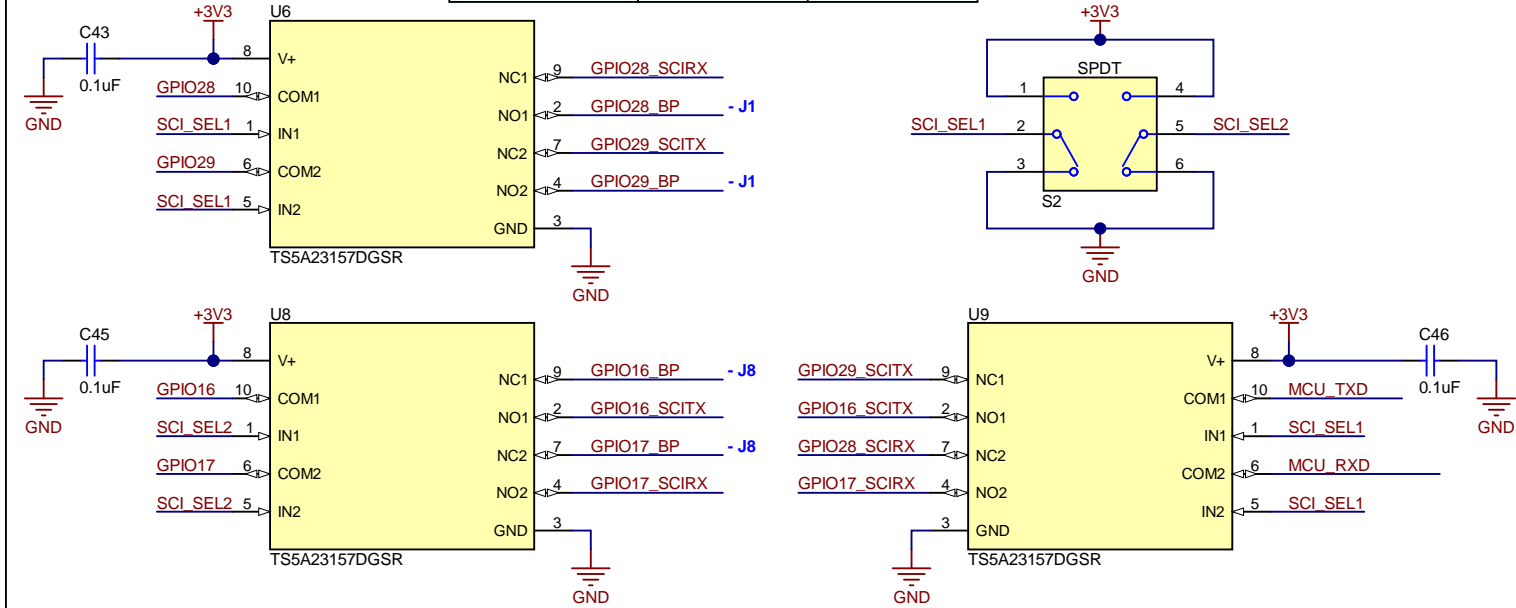 +3V3
U6
C43
0.1uF
GND
8
V+
GPIO28
10
COM1
SCI_SEL1
1
IN1
GPIO29
6
COM2
SCI_SEL1
5
IN2
NC1
9
GPIO28_SCIRX
NO1
2
GPIO28_BP
- J1
NC2
7
GPIO29_SCITX
NO2
4
GPIO29_BP
- J1
GND
3
GND
TS5A23157DGSR
+3V3
SPDT
1
4
SCI_SEL1
2
5
SCI_SEL2
3
6
S2
GND
+3V3
U8
C45
0.1uF
GND
8
V+
GPIO16
10
COM1
SCI_SEL2
1
IN1
GPIO17
6
COM2
SCI_SEL2
5
IN2
NC1
9
GPIO16_BP
- J8
NO1
2
GPIO16_SCITX
NC2
7
GPIO17_BP
- J8
NO2
4
GPIO17_SCIRX
GND
3
GND
TS5A23157DGSR
U9
+3V3
C46
0.1uF
GND
GPIO29_SCITX
9
NC1
GPIO16_SCITX
2
NO1
GPIO28_SCIRX
7
NC2
GPIO17_SCIRX
4
NO2
3
GND
GND
V+
8
COM1
10
MCU_TXD
IN1
1
SCI_SEL1
COM2
6
MCU_RXD
IN2
5
SCI_SEL1
TS5A23157DGSR